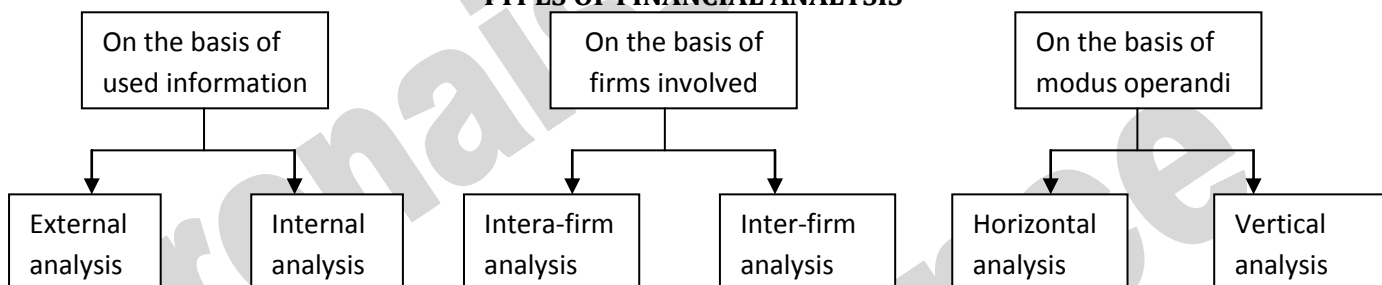 TYPES OF FINANCIAL ANALYSIS
On the basis of
used information
On the basis of
firms involved
On the basis of
modus operandi
External
analysis
Internal
analysis
Intera-firm
analysis
Inter-firm
analysis
Horizontal
analysis
Vertical
analysis